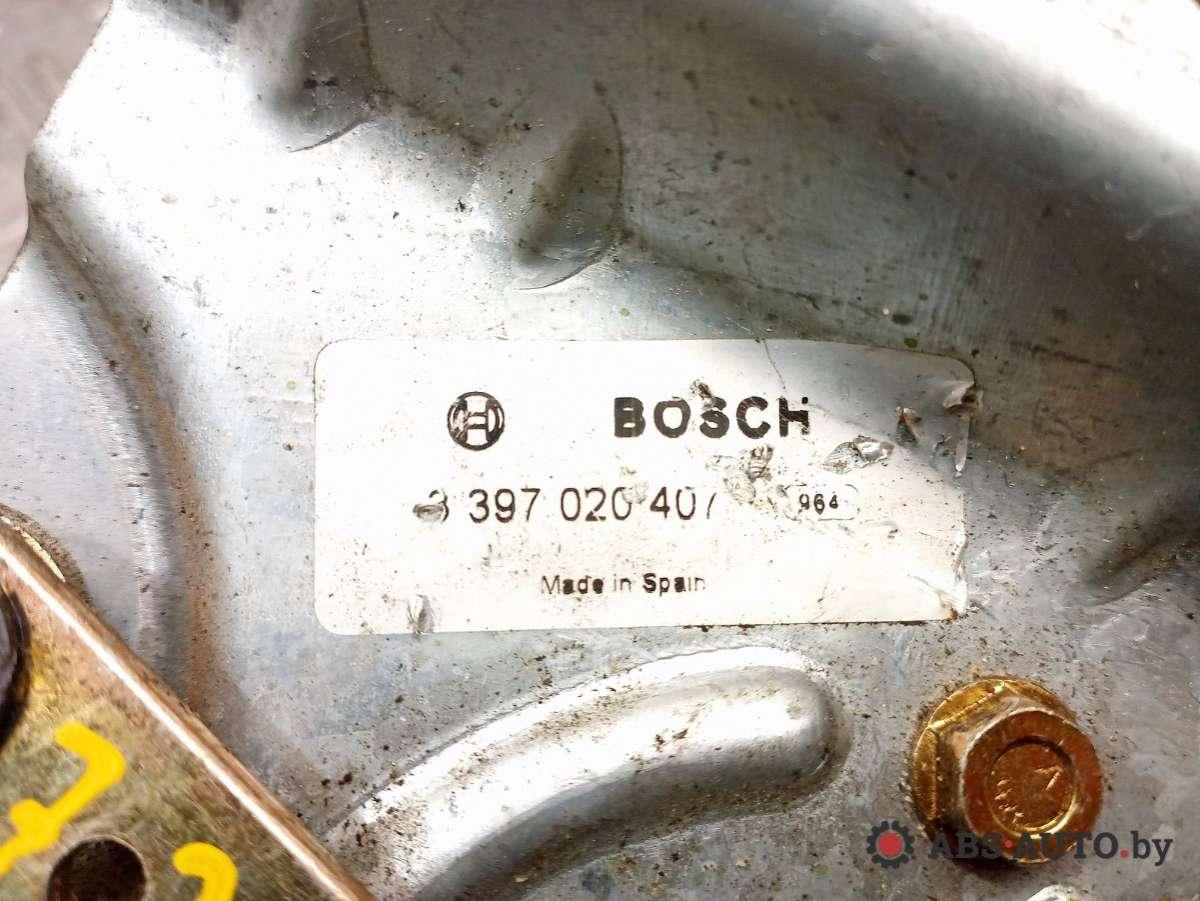 BOSCH
3 397 020 407 964
Made in Spain
ABS-AUTO.by